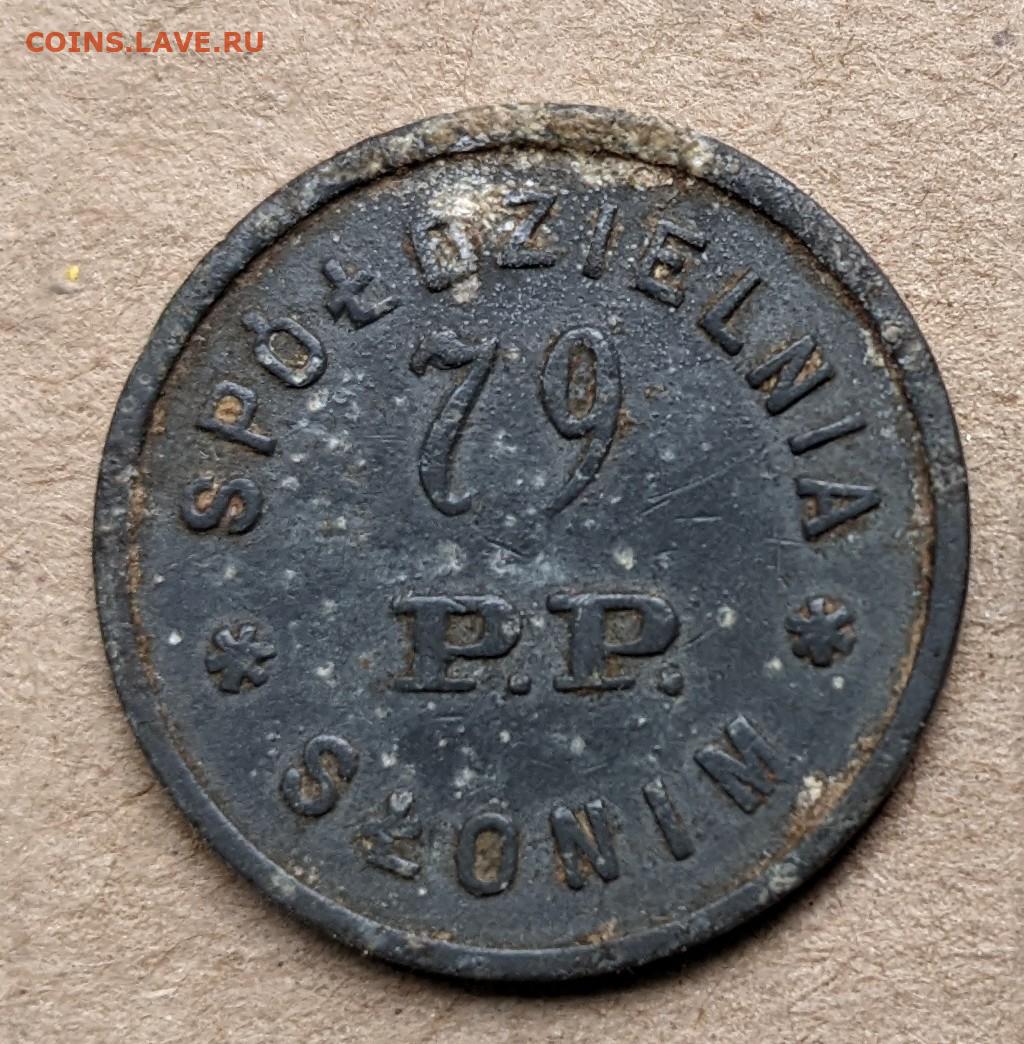 COINS.LAVE.RU
SPÓŁDZIELNIA
79
P.P.
* SŁONIM *